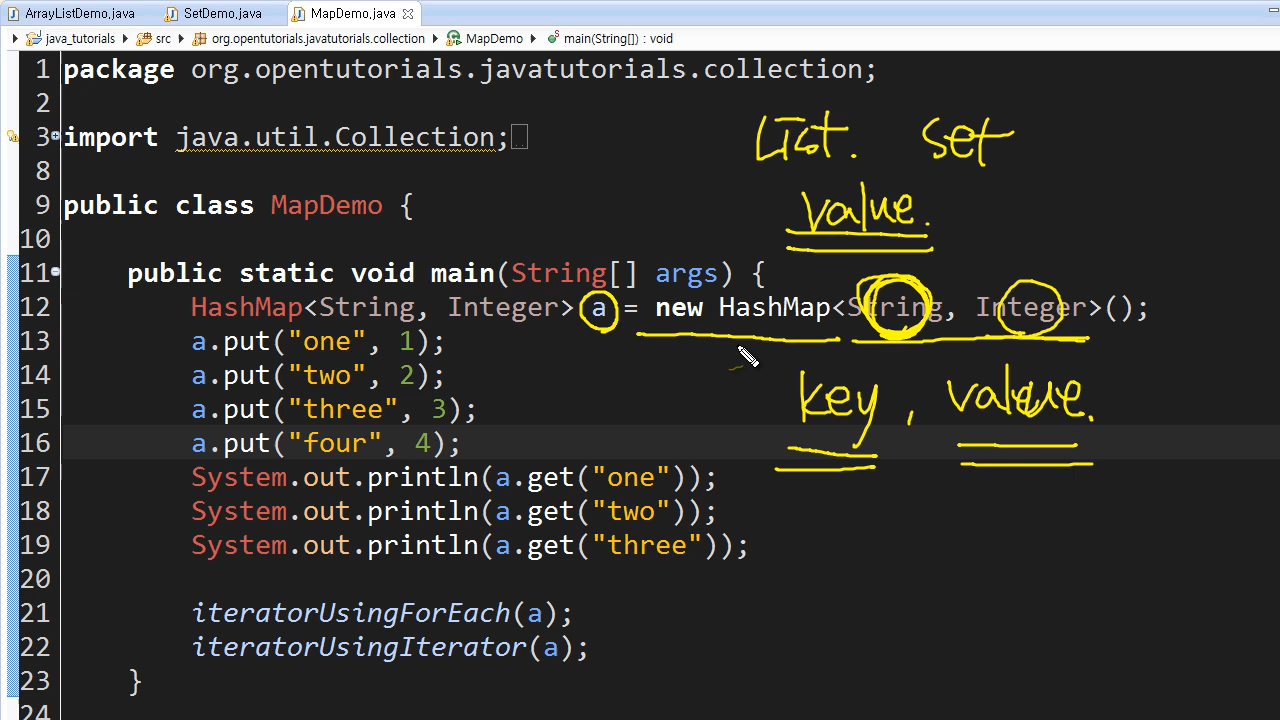 ArrayListDemo.java SetDemo.java MapDemo.java
java_tutorials src org.opentutorials.javatutorials.collection MapDemo main(String[]) : void
1 package org.opentutorials.javatutorials.collection;
2
3 import java.util.Collection;
8
9 public class MapDemo {
10
11 public static void main(String[] args) {
12 HashMap<String, Integer> a = new HashMap<String, Integer>();
13 a.put("one", 1);
14 a.put("two", 2);
15 a.put("three", 3);
16 a.put("four", 4);
17 System.out.println(a.get("one"));
18 System.out.println(a.get("two"));
19 System.out.println(a.get("three"));
20
21 iteratorUsingForEach(a);
22 iteratorUsingIterator(a);
23 }
24
List. set
value.
key, value.